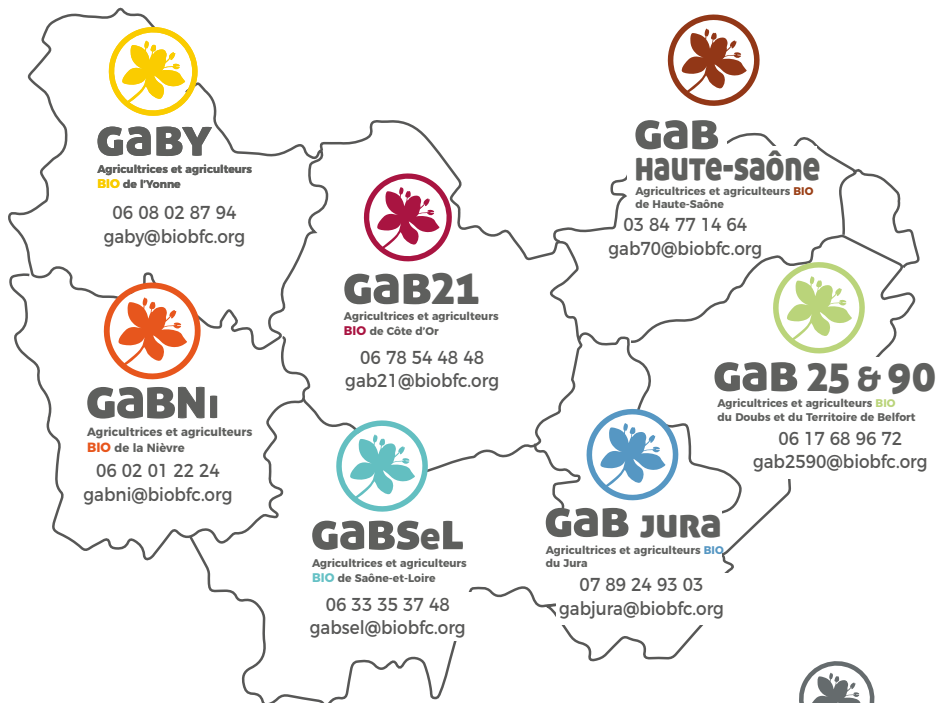 GaBY
Agricultrices et agriculteurs
BIO de l'Yonne
06 08 02 87 94
gaby@biobfc.org
GaB
HAUTe-Saône
Agricultrices et agriculteurs BIO
de Haute-Saône
03 84 77 14 64
gab70@biobfc.org
GaB21
Agricultrices et agriculteurs
BIO de Côte d'Or
06 78 54 48 48
gab21@biobfc.org
GaBNi
Agricultrices et agriculteurs
BIO de la Nièvre
06 02 01 22 24
gabni@biobfc.org
GaB 25 & 90
Agricultrices et agriculteurs BIO
du Doubs et du Territoire de Belfort
06 17 68 96 72
gab2590@biobfc.org
GaBSeL
Agricultrices et agriculteurs
BIO de Saône-et-Loire
06 33 35 37 48
gabsel@biobfc.org
GaB JURa
Agricultrices et agriculteurs BIO
du Jura
07 89 24 93 03
gabjura@biobfc.org